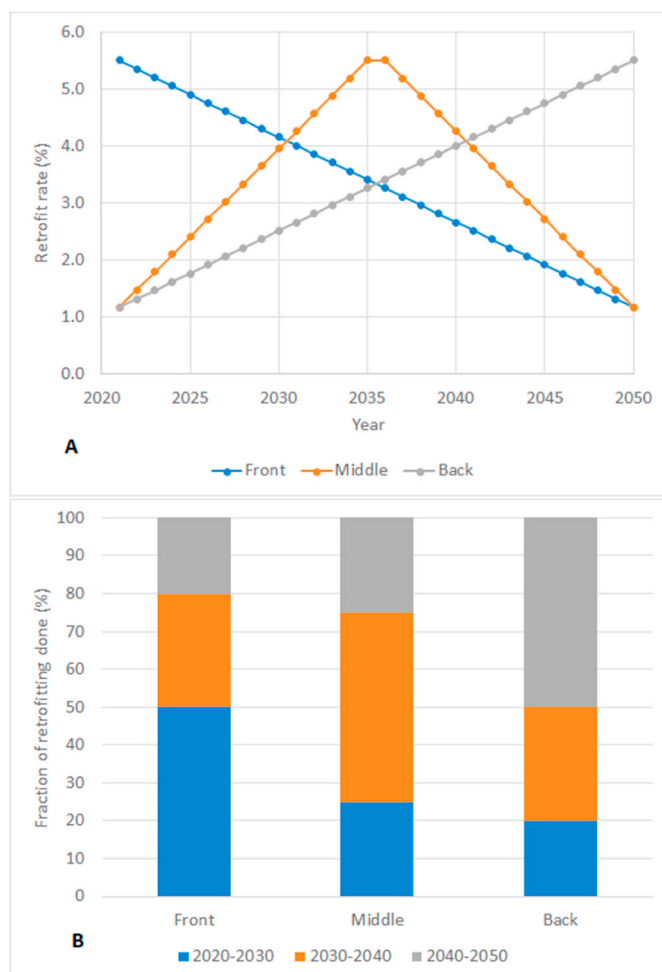 6.0
5.0
4.0
3.0
2.0
1.0
0.0
Retrofit rate (%)
2020 2025 2030 2035 2040 2045 2050
Year
A
Front Middle Back
100
90
80
70
60
50
40
30
20
10
0
Fraction of retrofitting done (%)
Front Middle Back
B
2020-2030 2030-2040 2040-2050